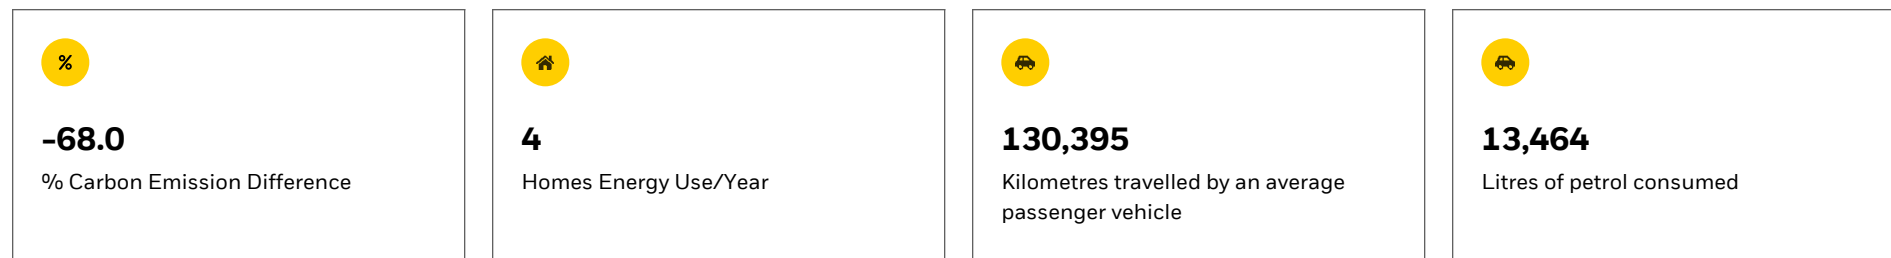 %
-68.0
% Carbon Emission Difference
4
Homes Energy Use/Year
130,395
Kilometres travelled by an average
passenger vehicle
13,464
Litres of petrol consumed